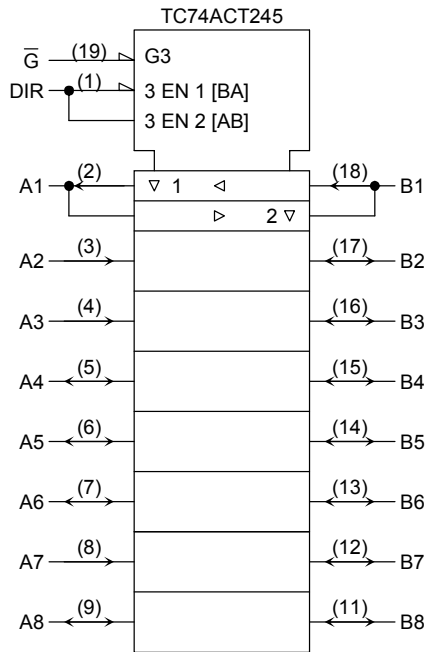 TC74ACT245
G̅ (19) G3
DIR (1) 3 EN 1 [BA]
3 EN 2 [AB]
A1 (2) ▽ 1 ◁ (18) B1
▷ 2 ▽
A2 (3) (17) B2
A3 (4) (16) B3
A4 (5) (15) B4
A5 (6) (14) B5
A6 (7) (13) B6
A7 (8) (12) B7
A8 (9) (11) B8